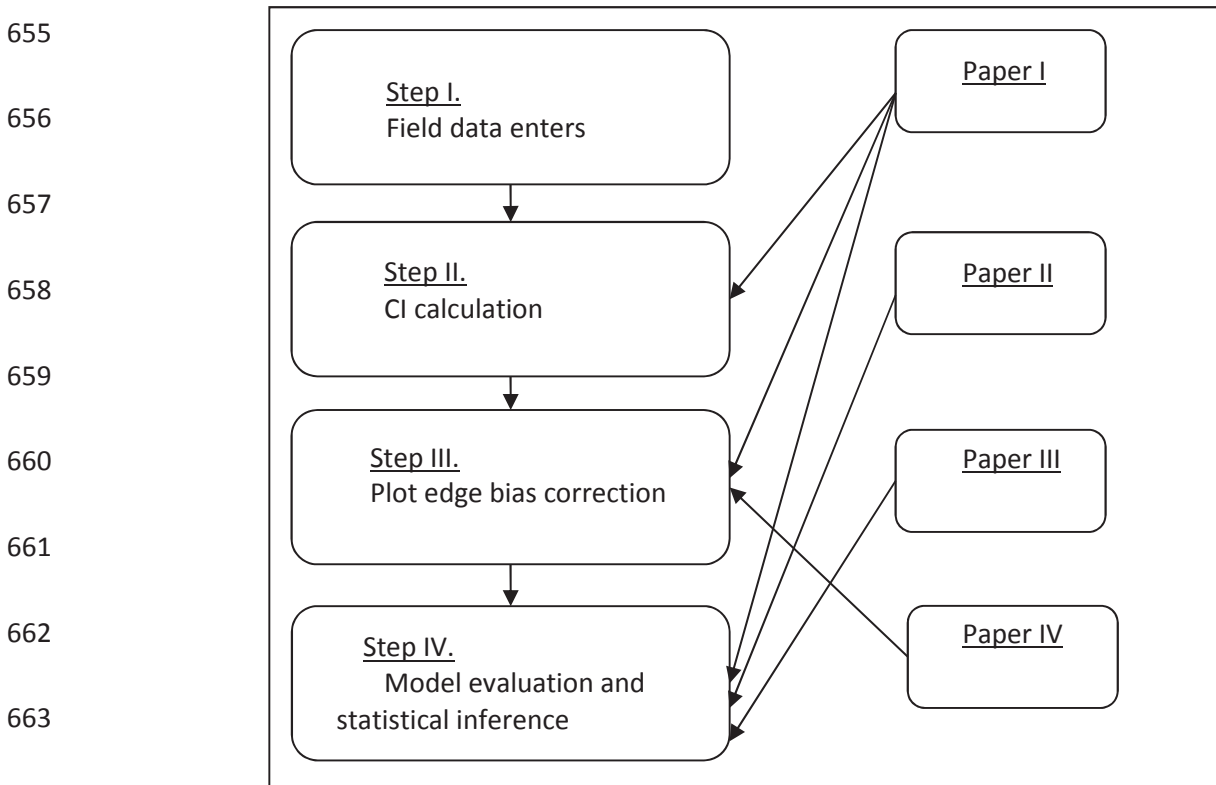 655
656
657
658
659
660
661
662
663
Step I.
Field data enters
Step II.
CI calculation
Step III.
Plot edge bias correction
Step IV.
Model evaluation and
statistical inference
Paper I
Paper II
Paper III
Paper IV